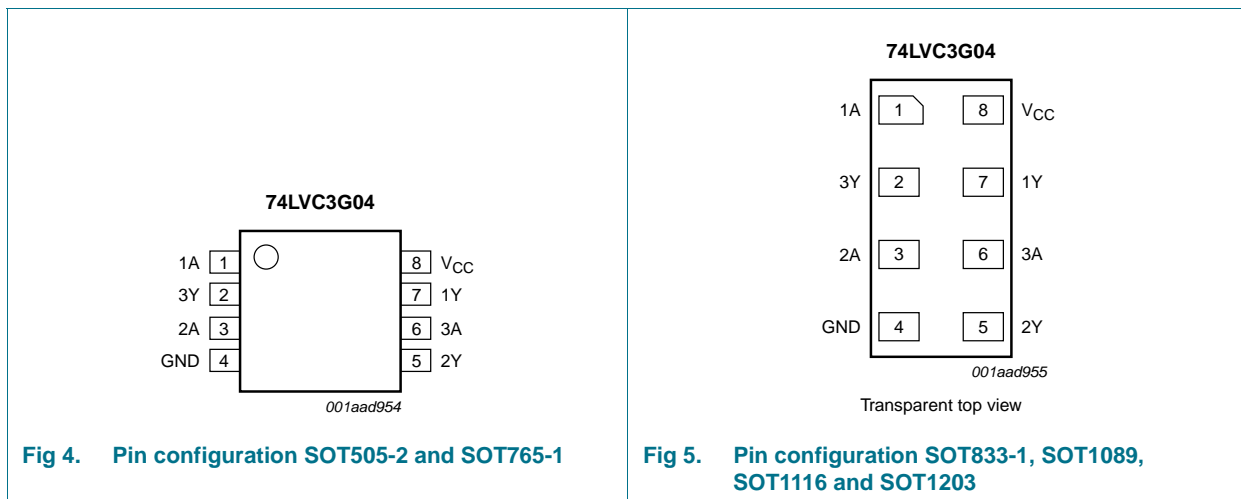 74LVC3G04
1A 1 8 VCC
3Y 2 7 1Y
2A 3 6 3A
GND 4 5 2Y
001aad954
Fig 4. Pin configuration SOT505-2 and SOT765-1
74LVC3G04
1A 1 8 VCC
3Y 2 7 1Y
2A 3 6 3A
GND 4 5 2Y
001aad955
Transparent top view
Fig 5. Pin configuration SOT833-1, SOT1089,
SOT1116 and SOT1203